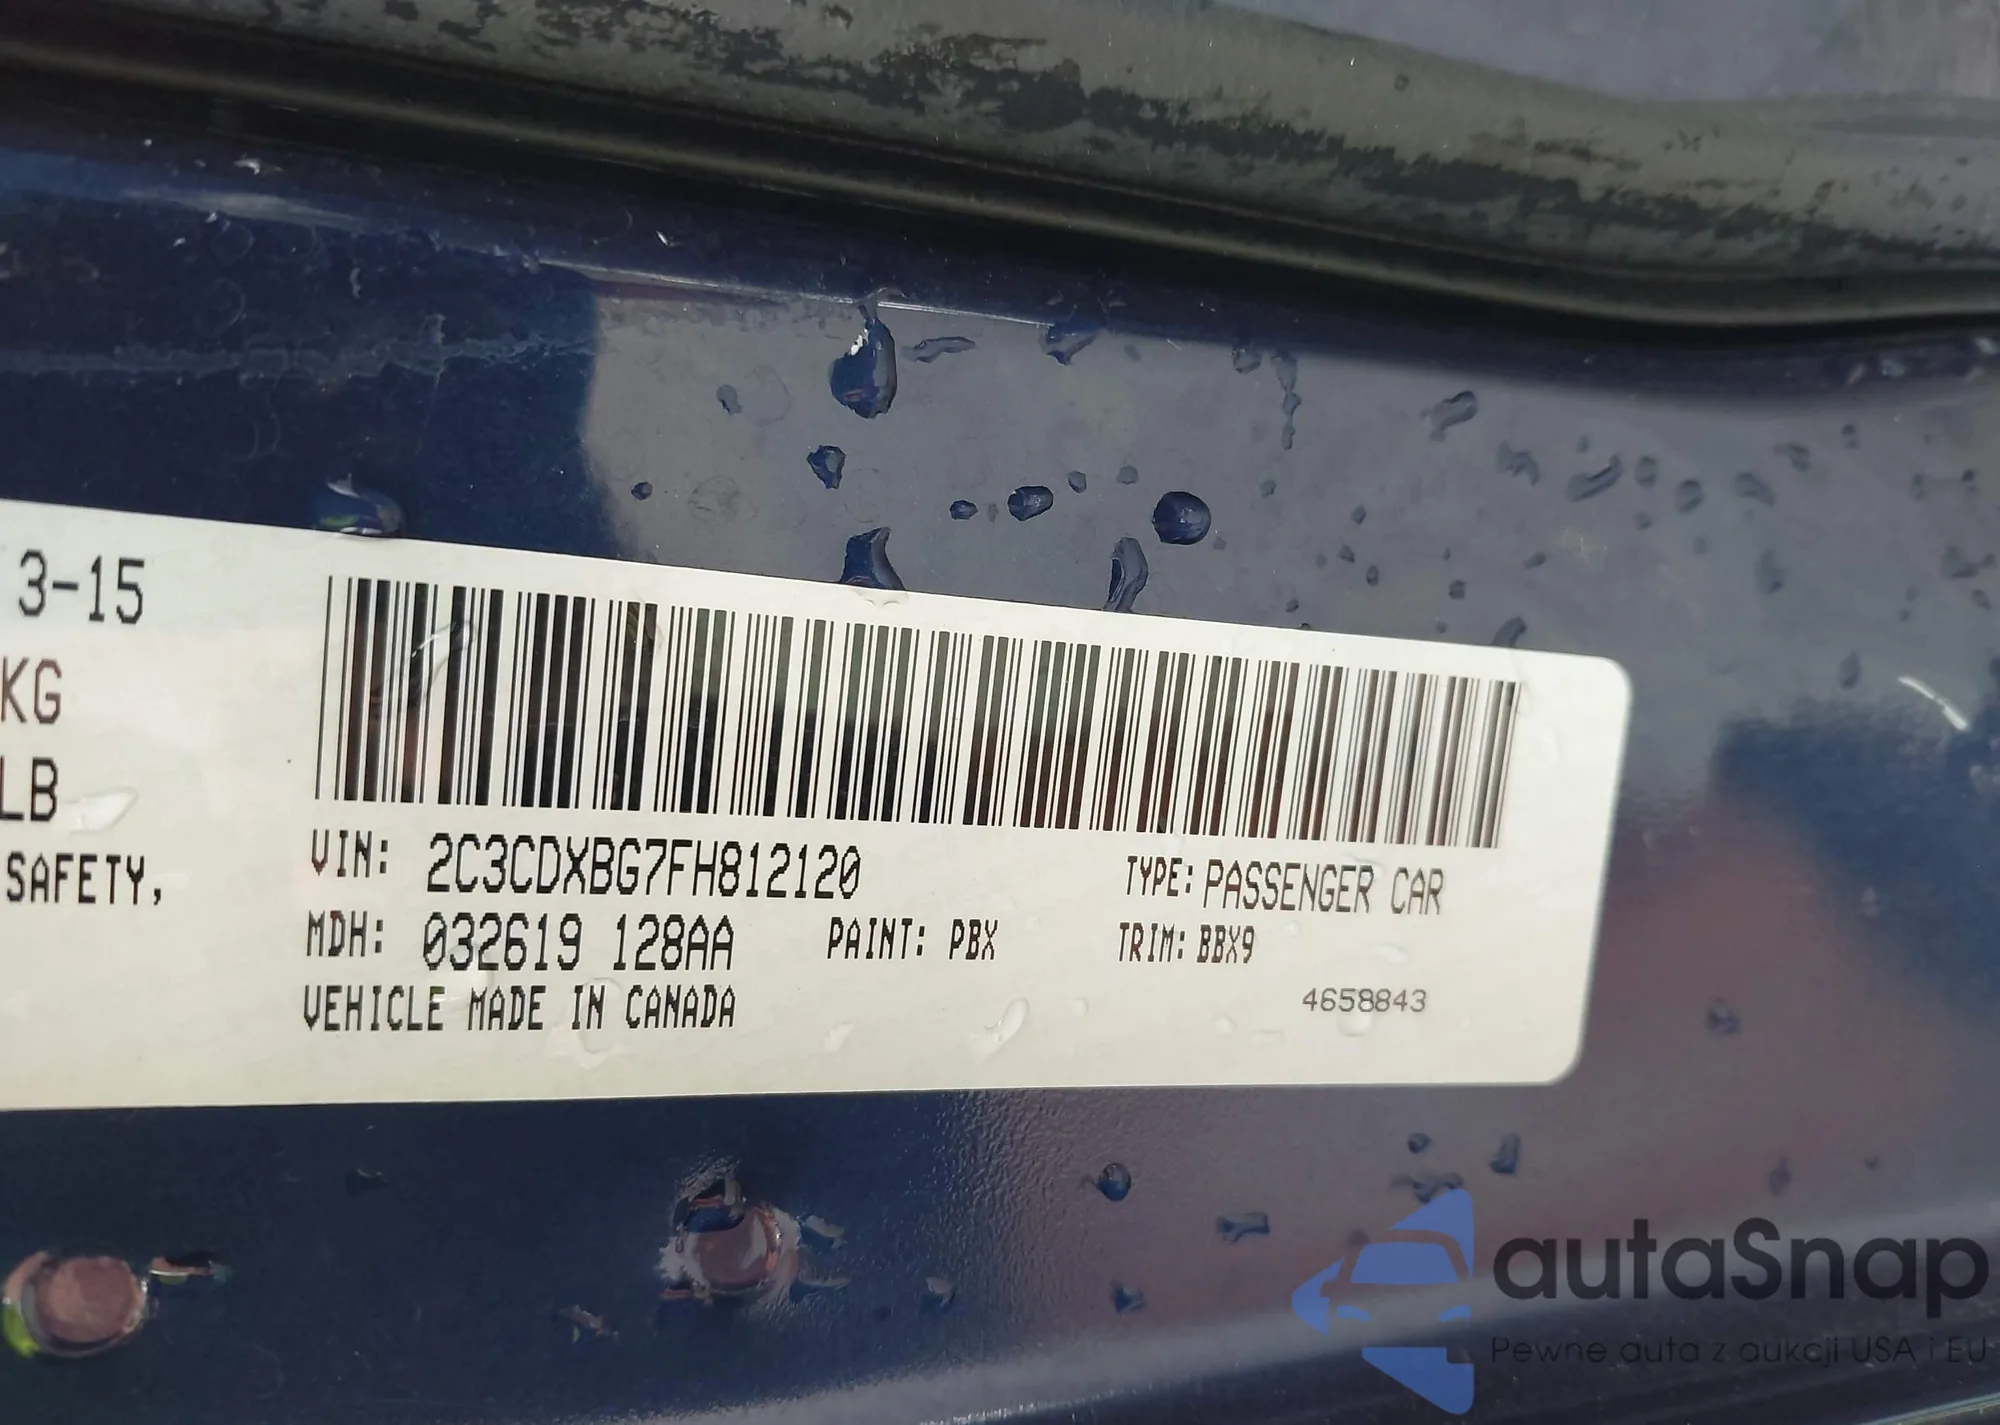 3-15
KG
LB
SAFETY,
VIN: 2C3CDXBG7FH812120
TYPE: PASSENGER CAR
MDH: 032619 128AA
PAINT: PBX
TRIM: BBX9
VEHICLE MADE IN CANADA
4658843
autaSnap
Pewne auta z aukcji USA i EU